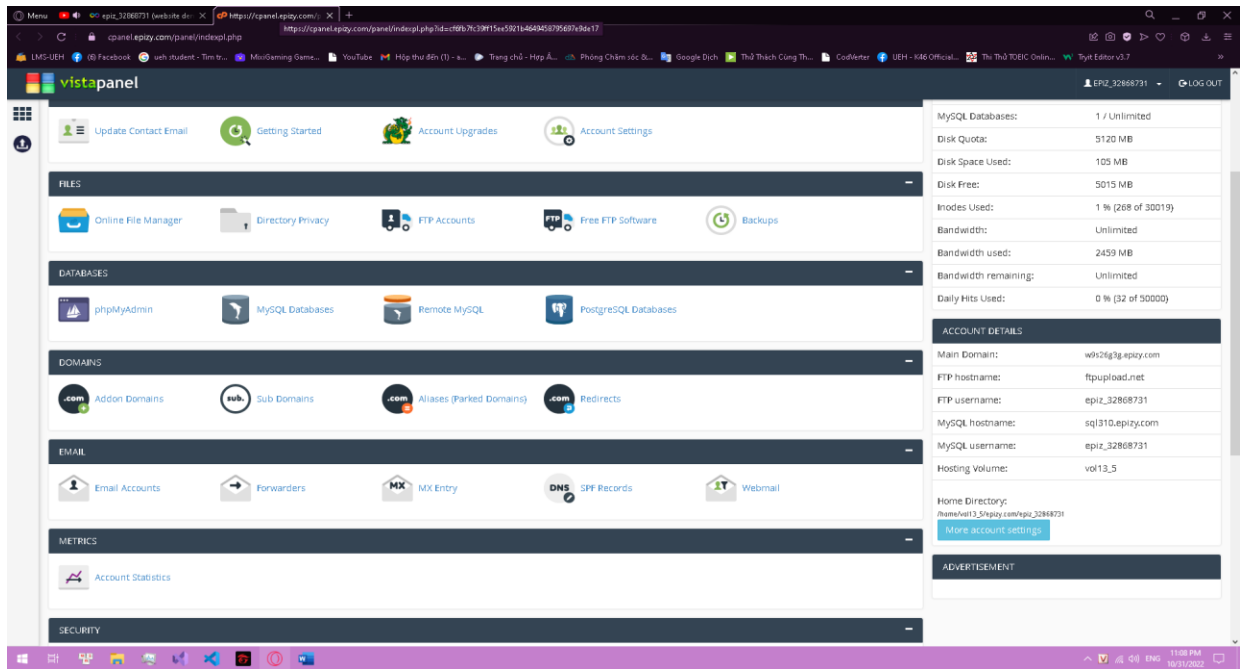 Menu
epiz_32868731 (website der
https://cpanel.epizy.com/p
cpanel.epizy.com/panel/indexpl.php
https://cpanel.epizy.com/panel/indexpl.php?id=cf6fb7fc39ff15ee5921b4649458795697e9de17
LMS-UEH
(6) Facebook
ueh student - Tìm tr...
MixiGaming Game...
YouTube
Hộp thư đến (1) - a...
Trang chủ - Hợp Â...
Phòng Chăm sóc &...
Google Dịch
Thử Thách Cùng Th...
CodVerter
UEH - K46 Official...
Thi Thử TOEIC Onlin...
Tryit Editor v3.7
vistapanel
EPIZ_32868731
LOG OUT
Update Contact Email
Getting Started
Account Upgrades
Account Settings
FILES
Online File Manager
Directory Privacy
FTP Accounts
FTP
Free FTP Software
Backups
DATABASES
phpMyAdmin
MySQL Databases
Remote MySQL
PostgreSQL Databases
DOMAINS
.com
Addon Domains
sub.
Sub Domains
.com
Aliases (Parked Domains)
.com
Redirects
EMAIL
Email Accounts
Forwarders
MX
MX Entry
DNS
SPF Records
Webmail
METRICS
Account Statistics
SECURITY
MySQL Databases: 1 / Unlimited
Disk Quota: 5120 MB
Disk Space Used: 105 MB
Disk Free: 5015 MB
Inodes Used: 1 % (268 of 30019)
Bandwidth: Unlimited
Bandwidth used: 2459 MB
Bandwidth remaining: Unlimited
Daily Hits Used: 0 % (32 of 50000)
ACCOUNT DETAILS
Main Domain: w9s26g3g.epizy.com
FTP hostname: ftpupload.net
FTP username: epiz_32868731
MySQL hostname: sql310.epizy.com
MySQL username: epiz_32868731
Hosting Volume: vol13_5
Home Directory:
/home/vol13_5/epizy.com/epiz_32868731
More account settings
ADVERTISEMENT
ENG
11:08 PM
10/31/2022